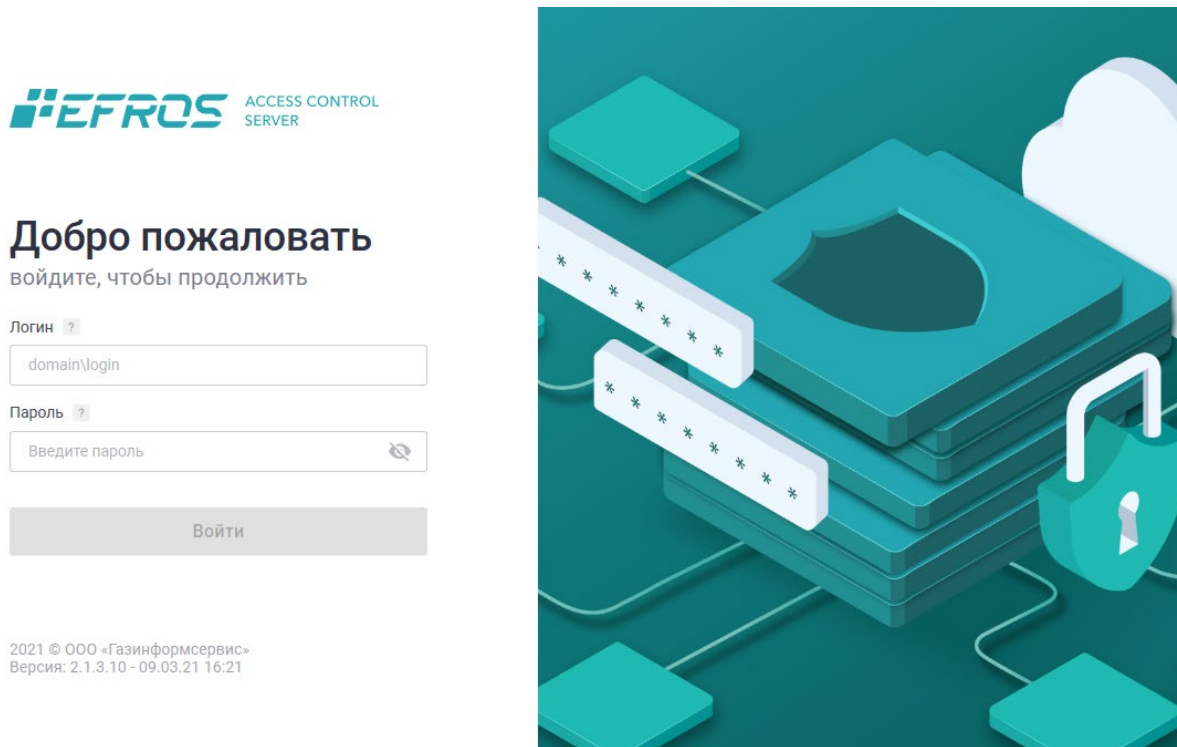 EFROS ACCESS CONTROL
SERVER
Добро пожаловать
войдите, чтобы продолжить
Логин ?
domain\login
Пароль ?
Введите пароль
Войти
2021 © ООО «Газинформсервис»
Версия: 2.1.3.10 - 09.03.21 16:21
* * * * * * *
* * * * * * * *